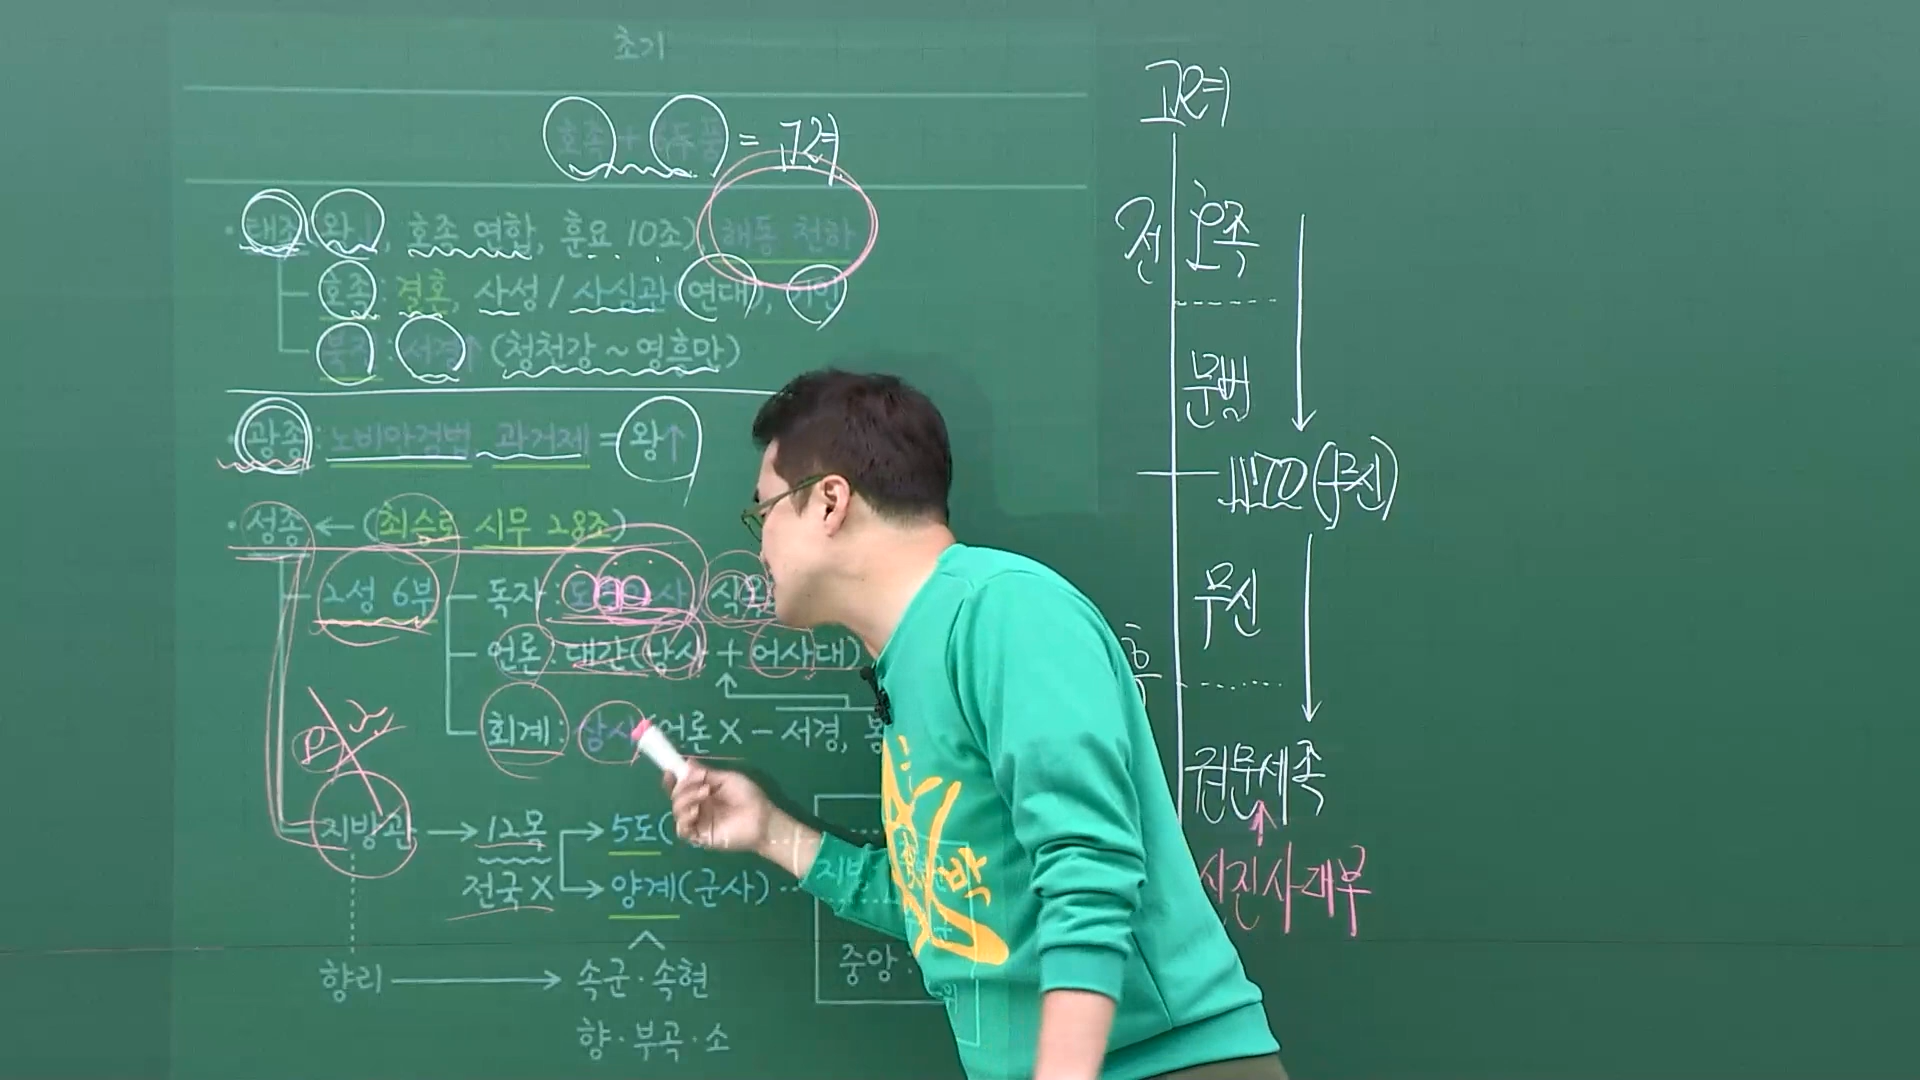 초기
호족 + 6두품 = 고려
· 태조(왕, 호족 연합, 훈요 10조), 해동 천하
호족 : 결혼, 사성 / 사심관(연대), 기인
북진 : 서경↑ (청천강 ~ 영흥만)
· 광종 : 노비안검법, 과거제 = 왕↑
· 성종 ← (최승로 시무 28조)
2성 6부
독자 : 도 사 식목
언론 : 대간(낭사 + 어사대)
회계 : 삼사(언론 X - 서경,
지방관 → 12목 → 5도(
전국 X → 양계(군사)
중앙 :
향리 → 속군 · 속현
향 · 부곡 · 소
고려
전
호족
문벌
1170 (무신)
무신
후
권문세족
↑
신진사대부